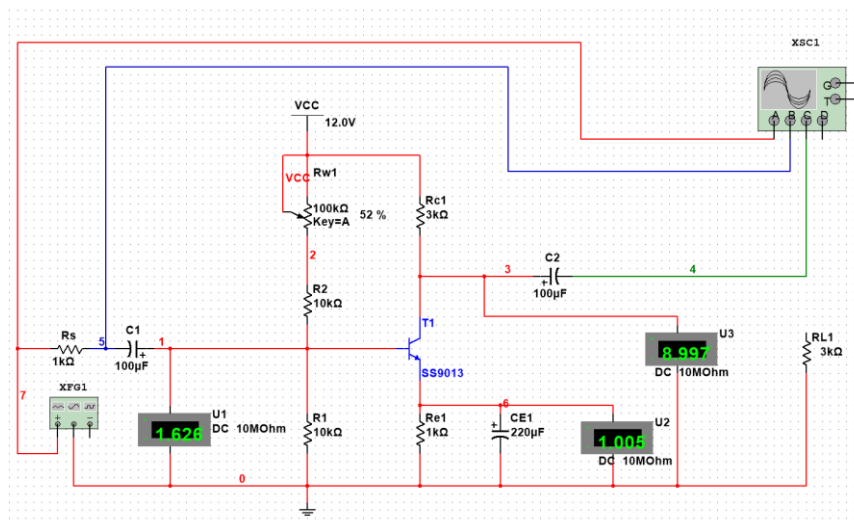 XSC1
G
T
A B C D
VCC
12.0V
VCC
Rw1
100kΩ
Key=A
52 %
Rc1
3kΩ
2
C2
3
4
100µF
R2
10kΩ
Rs
5
C1
1
1kΩ
100µF
T1
SS9013
U3
8.997
DC 10MOhm
RL1
3kΩ
7
XFG1
U1
1.626
DC 10MOhm
R1
10kΩ
6
Re1
1kΩ
CE1
220µF
U2
1.005
DC 10MOhm
0